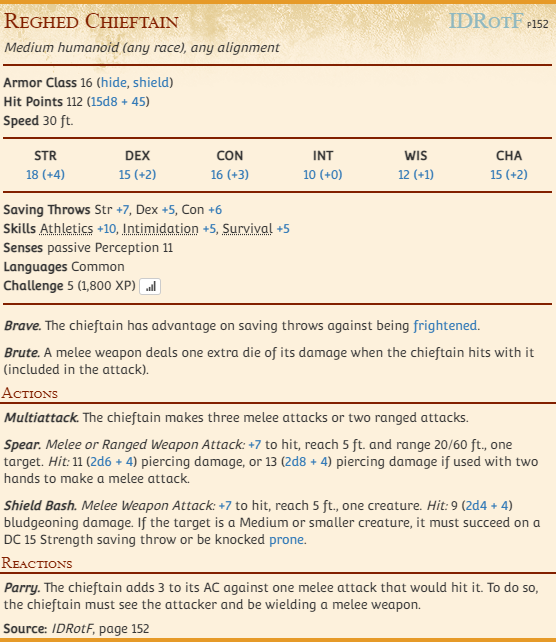 Reghed Chieftain IDRotF p152
Medium humanoid (any race), any alignment
Armor Class 16 (hide, shield)
Hit Points 112 (15d8 + 45)
Speed 30 ft.
STR DEX CON INT WIS CHA
18 (+4) 15 (+2) 16 (+3) 10 (+0) 12 (+1) 15 (+2)
Saving Throws Str +7, Dex +5, Con +6
Skills Athletics +10, Intimidation +5, Survival +5
Senses passive Perception 11
Languages Common
Challenge 5 (1,800 XP)
Brave. The chieftain has advantage on saving throws against being frightened.
Brute. A melee weapon deals one extra die of its damage when the chieftain hits with it
(included in the attack).
Actions
Multiattack. The chieftain makes three melee attacks or two ranged attacks.
Spear. Melee or Ranged Weapon Attack: +7 to hit, reach 5 ft. and range 20/60 ft., one
target. Hit: 11 (2d6 + 4) piercing damage, or 13 (2d8 + 4) piercing damage if used with two
hands to make a melee attack.
Shield Bash. Melee Weapon Attack: +7 to hit, reach 5 ft., one creature. Hit: 9 (2d4 + 4)
bludgeoning damage. If the target is a Medium or smaller creature, it must succeed on a
DC 15 Strength saving throw or be knocked prone.
Reactions
Parry. The chieftain adds 3 to its AC against one melee attack that would hit it. To do so,
the chieftain must see the attacker and be wielding a melee weapon.
Source: IDRotF, page 152